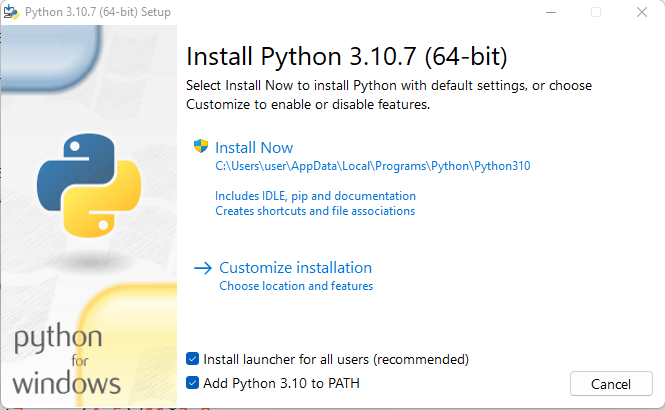 Python 3.10.7 (64-bit) Setup
Install Python 3.10.7 (64-bit)
Select Install Now to install Python with default settings, or choose
Customize to enable or disable features.
Install Now
C:\Users\user\AppData\Local\Programs\Python\Python310
Includes IDLE, pip and documentation
Creates shortcuts and file associations
Customize installation
Choose location and features
python
for
windows
Install launcher for all users (recommended)
Add Python 3.10 to PATH
Cancel